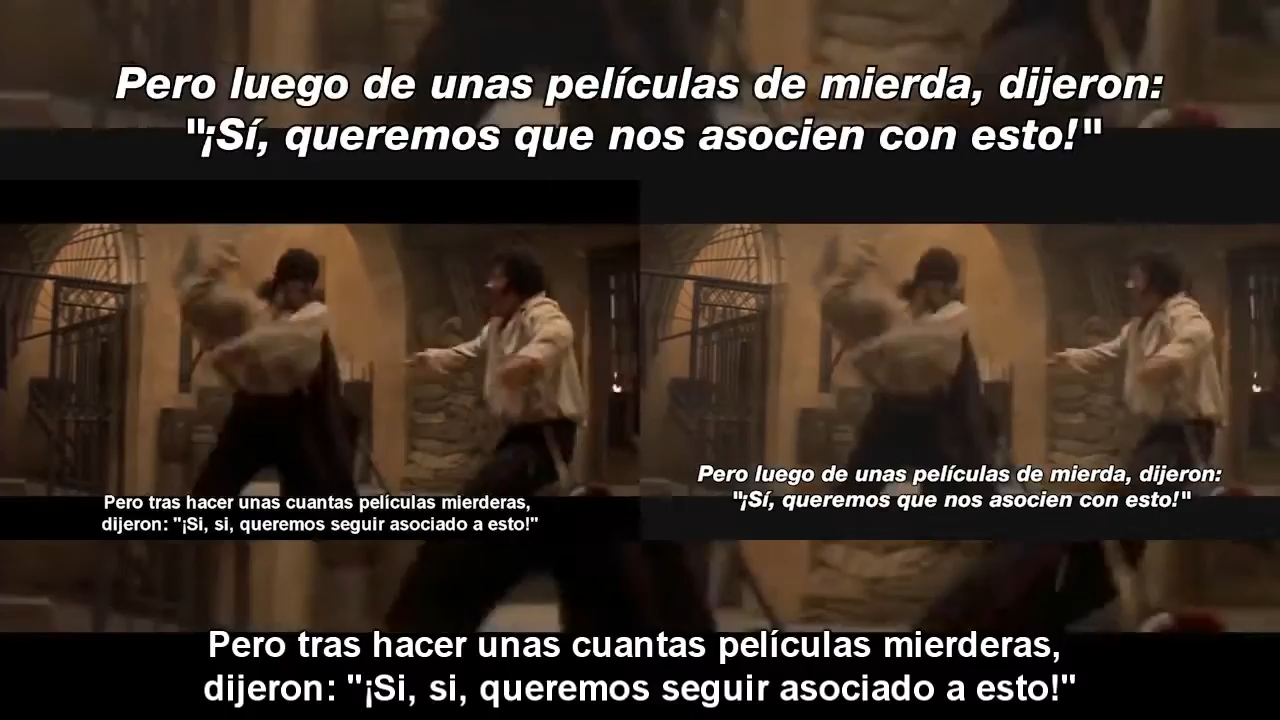 Pero luego de unas películas de mierda, dijeron:
"¡Sí, queremos que nos asocien con esto!"
Pero tras hacer unas cuantas películas mierderas,
dijeron: "¡Si, si, queremos seguir asociado a esto!"
Pero luego de unas películas de mierda, dijeron:
"¡Sí, queremos que nos asocien con esto!"
Pero tras hacer unas cuantas películas mierderas,
dijeron: "¡Si, si, queremos seguir asociado a esto!"